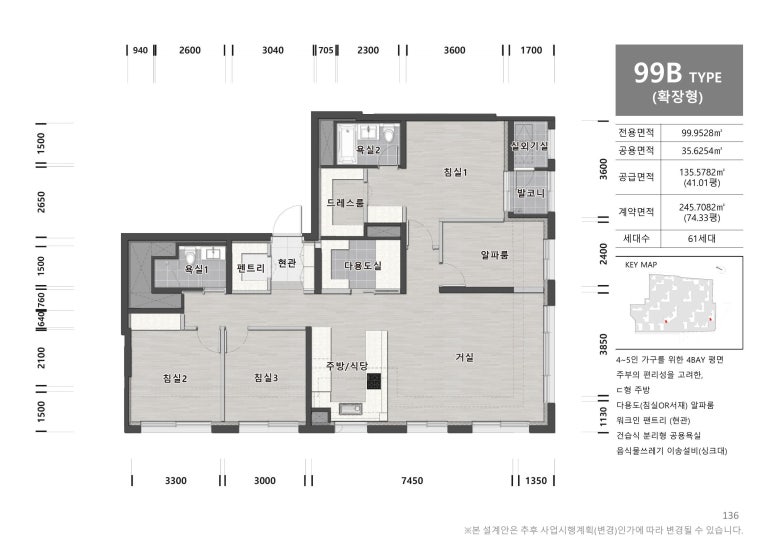 940 2600 3040 705 2300 3600 1700
99B TYPE
(확장형)
전용면적 99.9528㎡
공용면적 35.6254㎡
공급면적 135.5782㎡
(41.01평)
계약면적 245.7082㎡
(74.33평)
세대수 61세대
KEY MAP
4~5인 가구를 위한 4BAY 평면
주부의 편리성을 고려한,
ㄷ형 주방
다용도(침실OR서재) 알파룸
워크인 팬트리 (현관)
건습식 분리형 공용욕실
음식물쓰레기 이송설비(싱크대)
1500
2650
1500
760
640
2100
1500
욕실2
침실1
실외기실
발코니
드레스룸
알파룸
욕실1
펜트리
현관
다용도실
침실2
침실3
주방/식당
거실
3600
2400
3850
1130
3300 3000 7450 1350
136
※본 설계안은 추후 사업시행계획(변경)인가에 따라 변경될 수 있습니다.